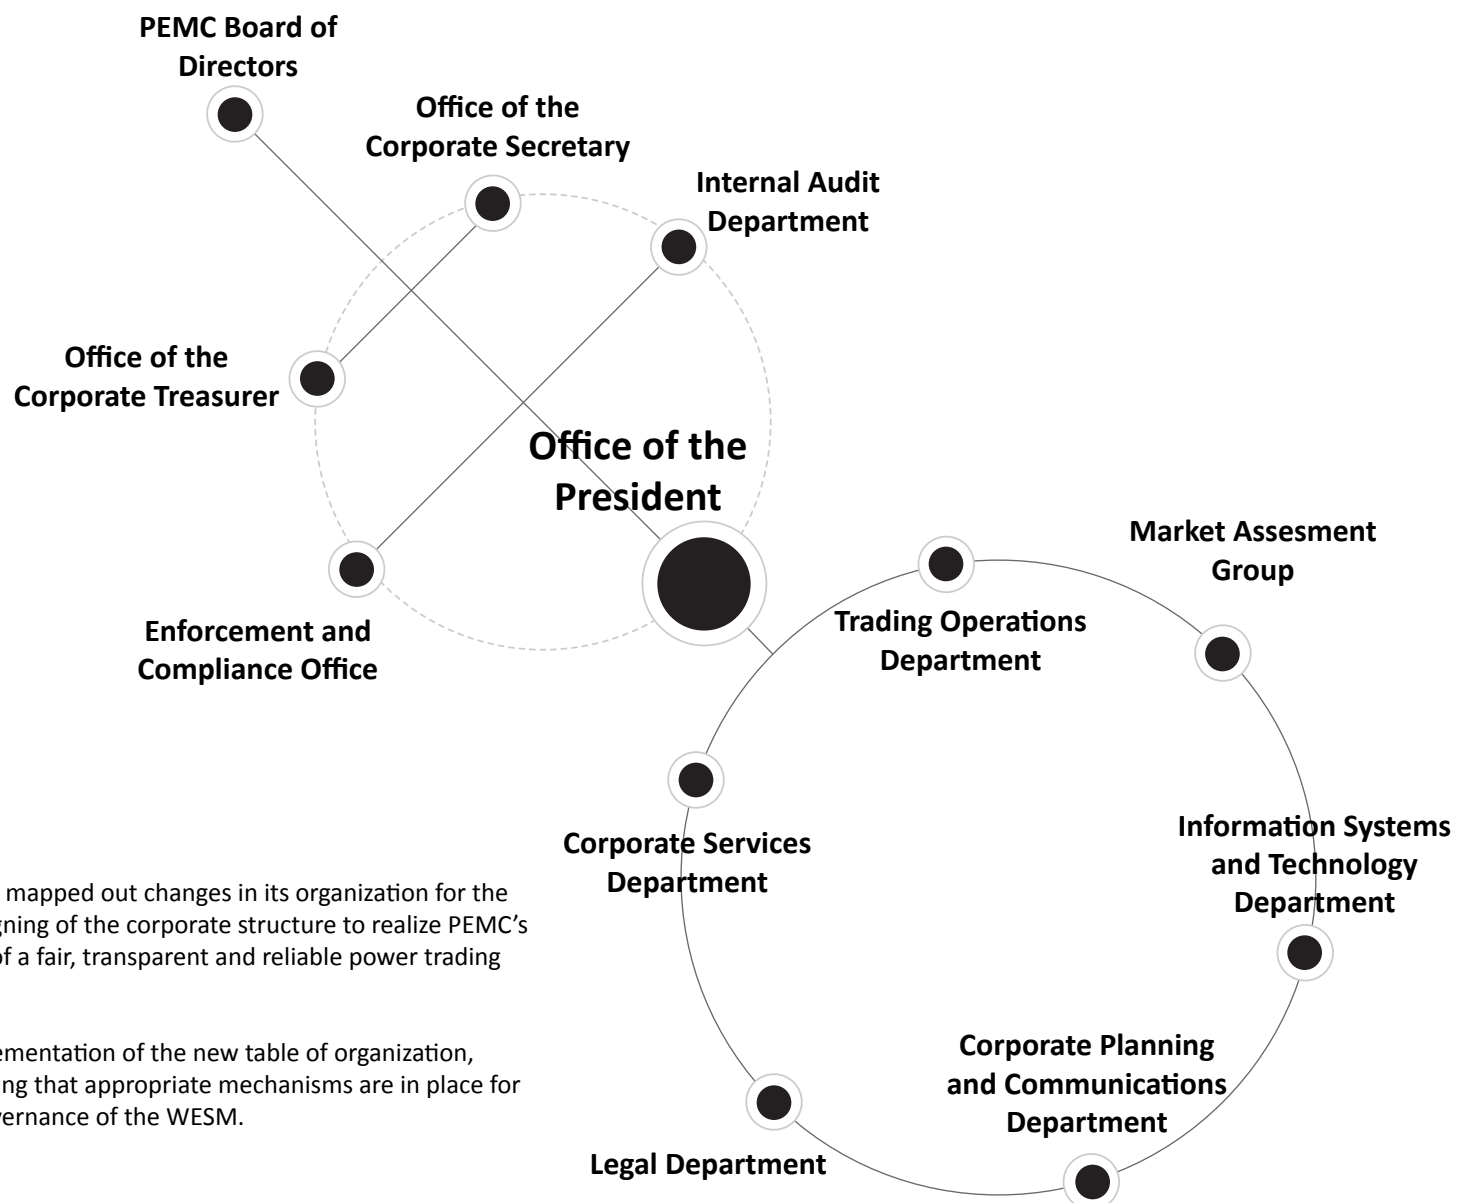 PEMC Board of
Directors
Office of the
Corporate Secretary
Internal Audit
Department
Office of the
Corporate Treasurer
Office of the
President
Enforcement and
Compliance Office
Market Assesment
Group
Trading Operations
Department
Corporate Services
Department
Information Systems
and Technology
Department
Corporate Planning
and Communications
Department
Legal Department
mapped out changes in its organization for the
of the corporate structure to realize PEMC’s
of a fair, transparent and reliable power trading
of the new table of organization,
that appropriate mechanisms are in place for
of the WESM.